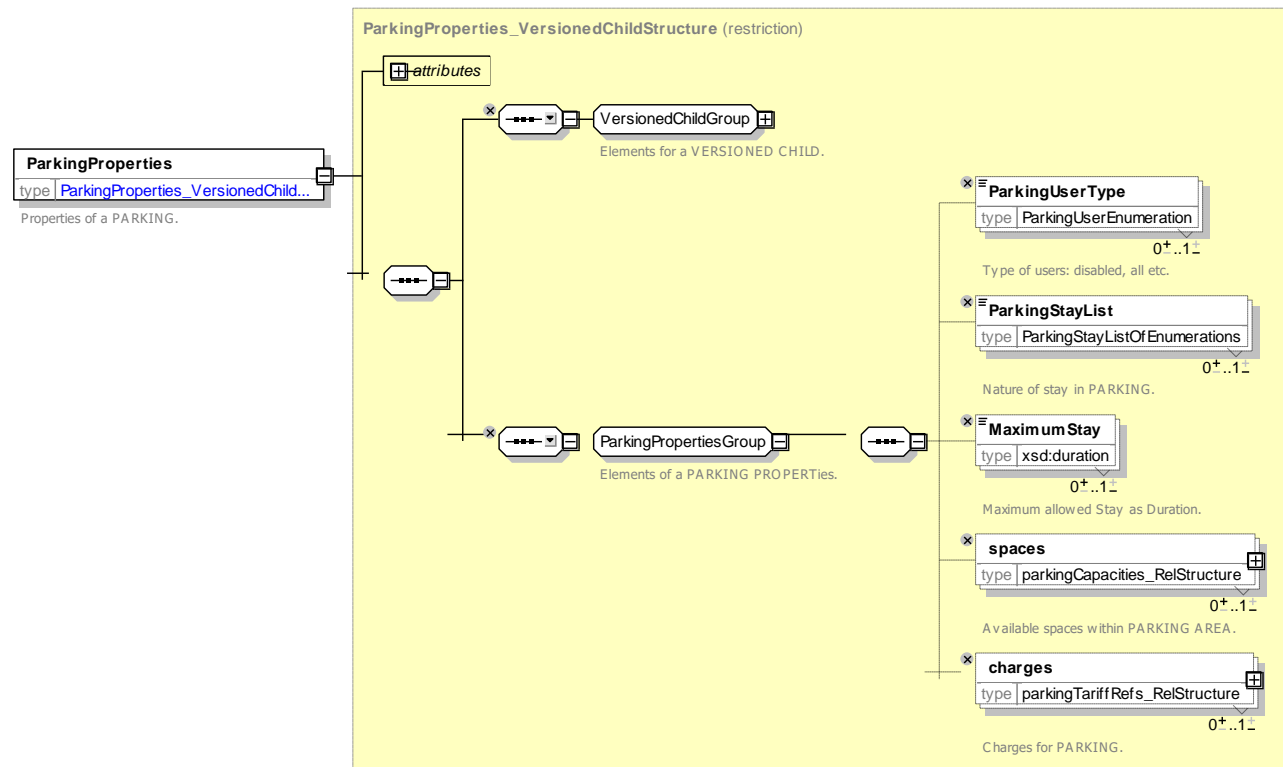 ParkingProperties_VersionedChildStructure (restriction)
attributes
VersionedChildGroup
Elements for a VERSIONED CHILD.
ParkingProperties
type ParkingProperties_VersionedChild...
Properties of a PARKING.
ParkingUserType
type ParkingUserEnumeration
0..1
Type of users: disabled, all etc.
ParkingStayList
type ParkingStayListOfEnumerations
0..1
Nature of stay in PARKING.
ParkingPropertiesGroup
Elements of a PARKING PROPERTies.
MaximumStay
type xsd:duration
0..1
Maximum allowed Stay as Duration.
spaces
type parkingCapacities_RelStructure
0..1
Available spaces within PARKING AREA.
charges
type parkingTariffRefs_RelStructure
0..1
Charges for PARKING.